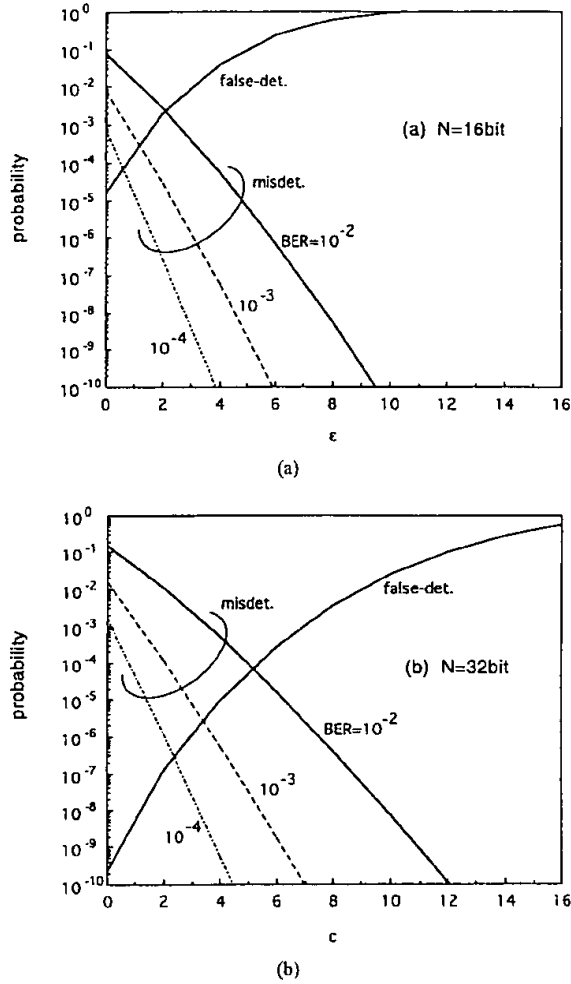 10^0
10^-1
10^-2
10^-3
10^-4
10^-5
10^-6
10^-7
10^-8
10^-9
10^-10
probability
false-det.
(a) N=16bit
misdet.
BER=10^-2
10^-3
10^-4
0 2 4 6 8 10 12 14 16
ε
(a)
10^0
10^-1
10^-2
10^-3
10^-4
10^-5
10^-6
10^-7
10^-8
10^-9
10^-10
probability
misdet.
false-det.
(b) N=32bit
BER=10^-2
10^-3
10^-4
0 2 4 6 8 10 12 14 16
c
(b)